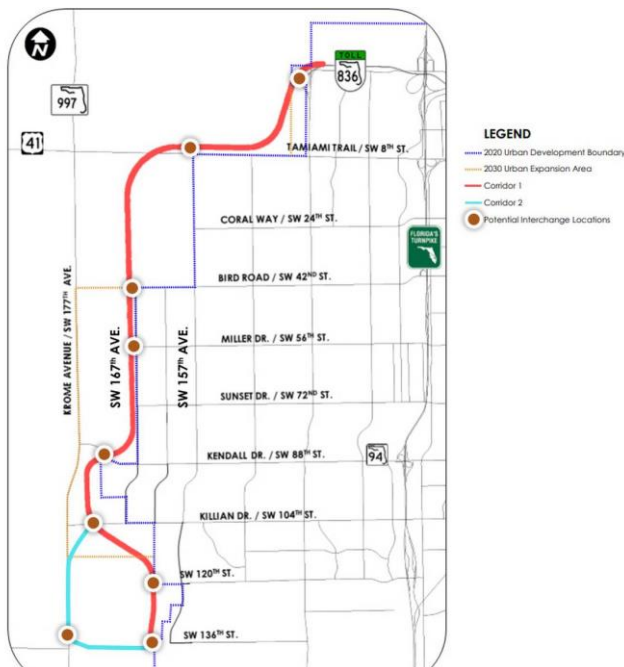 N
TOLL
836
997
41
TAMIAMI TRAIL / SW 8TH ST.
CORAL WAY / SW 24TH ST.
FLORIDA'S
TURNPIKE
BIRD ROAD / SW 42ND ST.
KROME AVENUE / SW 177TH AVE.
SW 167th AVE.
SW 157th AVE.
MILLER DR. / SW 56TH ST.
SUNSET DR. / SW 72ND ST.
KENDALL DR. / SW 88TH ST.
94
KILLIAN DR. / SW 104TH ST.
SW 120TH ST.
SW 136TH ST.
LEGEND
2020 Urban Development Boundary
2030 Urban Expansion Area
Corridor 1
Corridor 2
Potential Interchange Locations